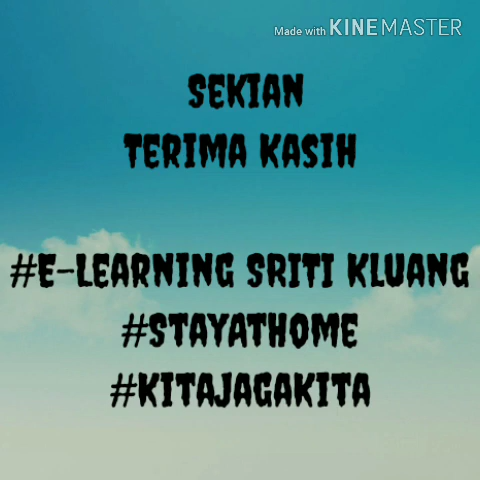 Made with KINEMASTER
SEKIAN
TERIMA KASIH
#E-LEARNING SRITI KLUANG
#STAYATHOME
#KITAJAGAKITA